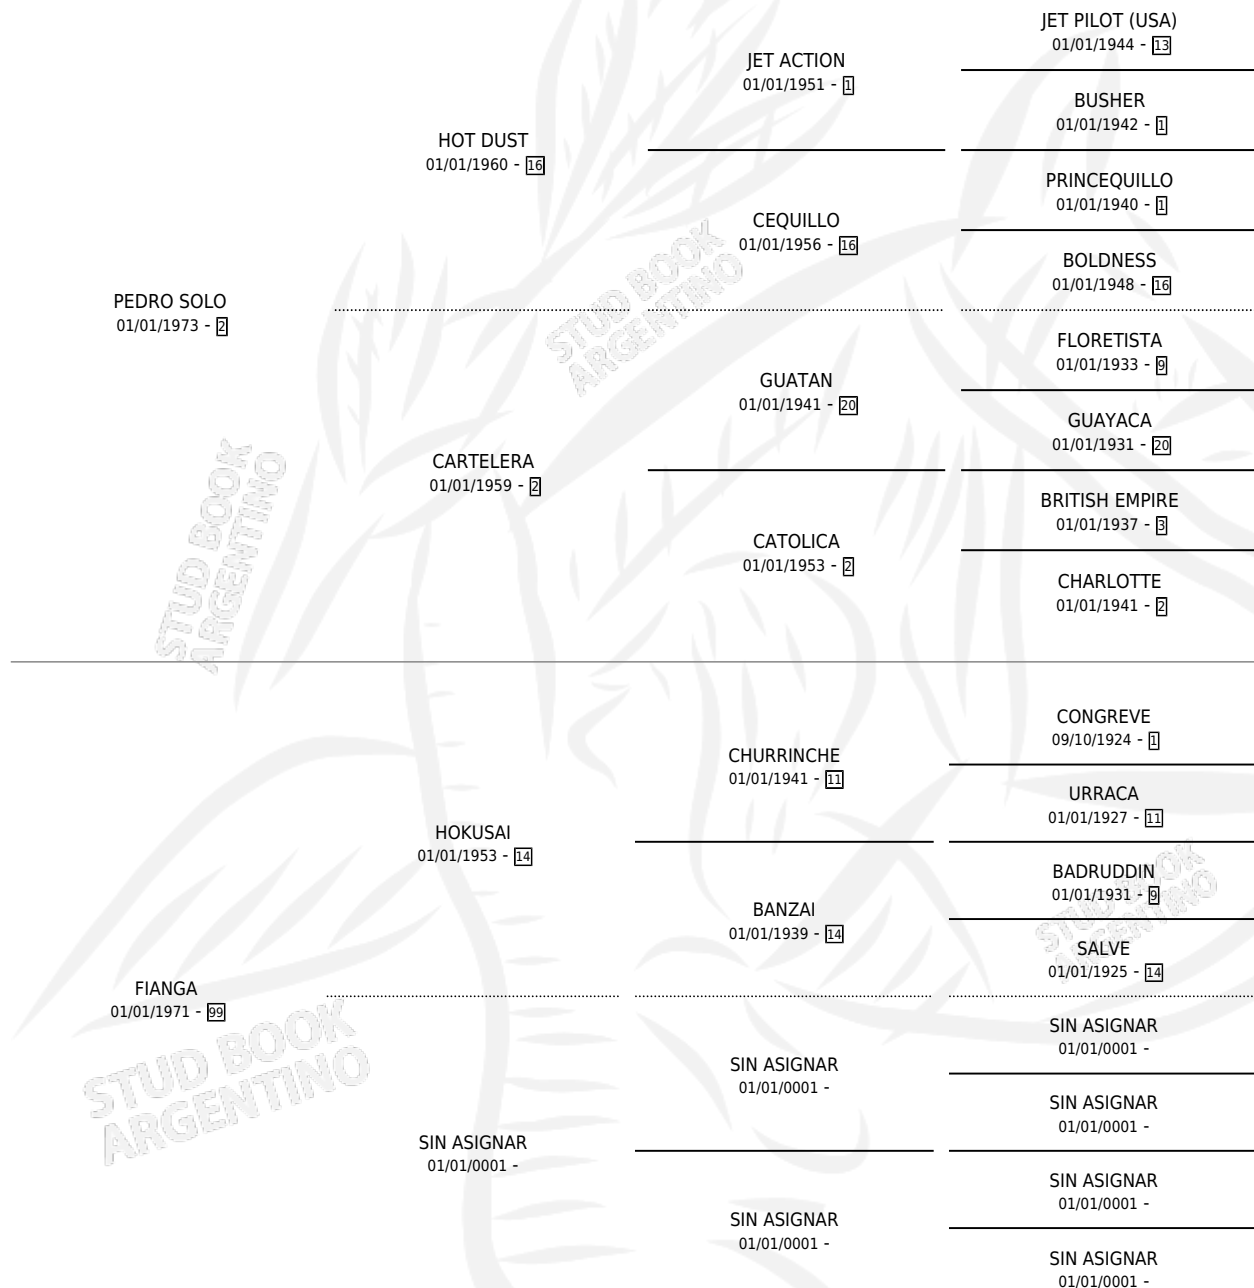 JET PILOT (USA)
01/01/1944 - 13
JET ACTION
01/01/1951 - 1
BUSHER
01/01/1942 - 1
HOT DUST
01/01/1960 - 16
PRINCEQUILLO
01/01/1940 - 1
CEQUILLO
01/01/1956 - 16
BOLDNESS
01/01/1948 - 16
PEDRO SOLO
01/01/1973 - 2
FLORETISTA
01/01/1933 - 9
GUATAN
01/01/1941 - 20
GUAYACA
01/01/1931 - 20
CARTELERA
01/01/1959 - 2
BRITISH EMPIRE
01/01/1937 - 3
CATOLICA
01/01/1953 - 2
CHARLOTTE
01/01/1941 - 2
CONGREVE
09/10/1924 - 1
CHURRINCHE
01/01/1941 - 11
URRACA
01/01/1927 - 11
HOKUSAI
01/01/1953 - 14
BADRUDDIN
01/01/1931 - 9
BANZAI
01/01/1939 - 14
SALVE
01/01/1925 - 14
FIANGA
01/01/1971 - 99
SIN ASIGNAR
01/01/0001 -
SIN ASIGNAR
01/01/0001 -
SIN ASIGNAR
01/01/0001 -
SIN ASIGNAR
01/01/0001 -
SIN ASIGNAR
01/01/0001 -
SIN ASIGNAR
01/01/0001 -
SIN ASIGNAR
01/01/0001 -
STUD BOOK
ARGENTINO
STUD BOOK
ARGENTINO
STUD BOOK
ARGENTINO
STUD BOOK
ARGENTINO